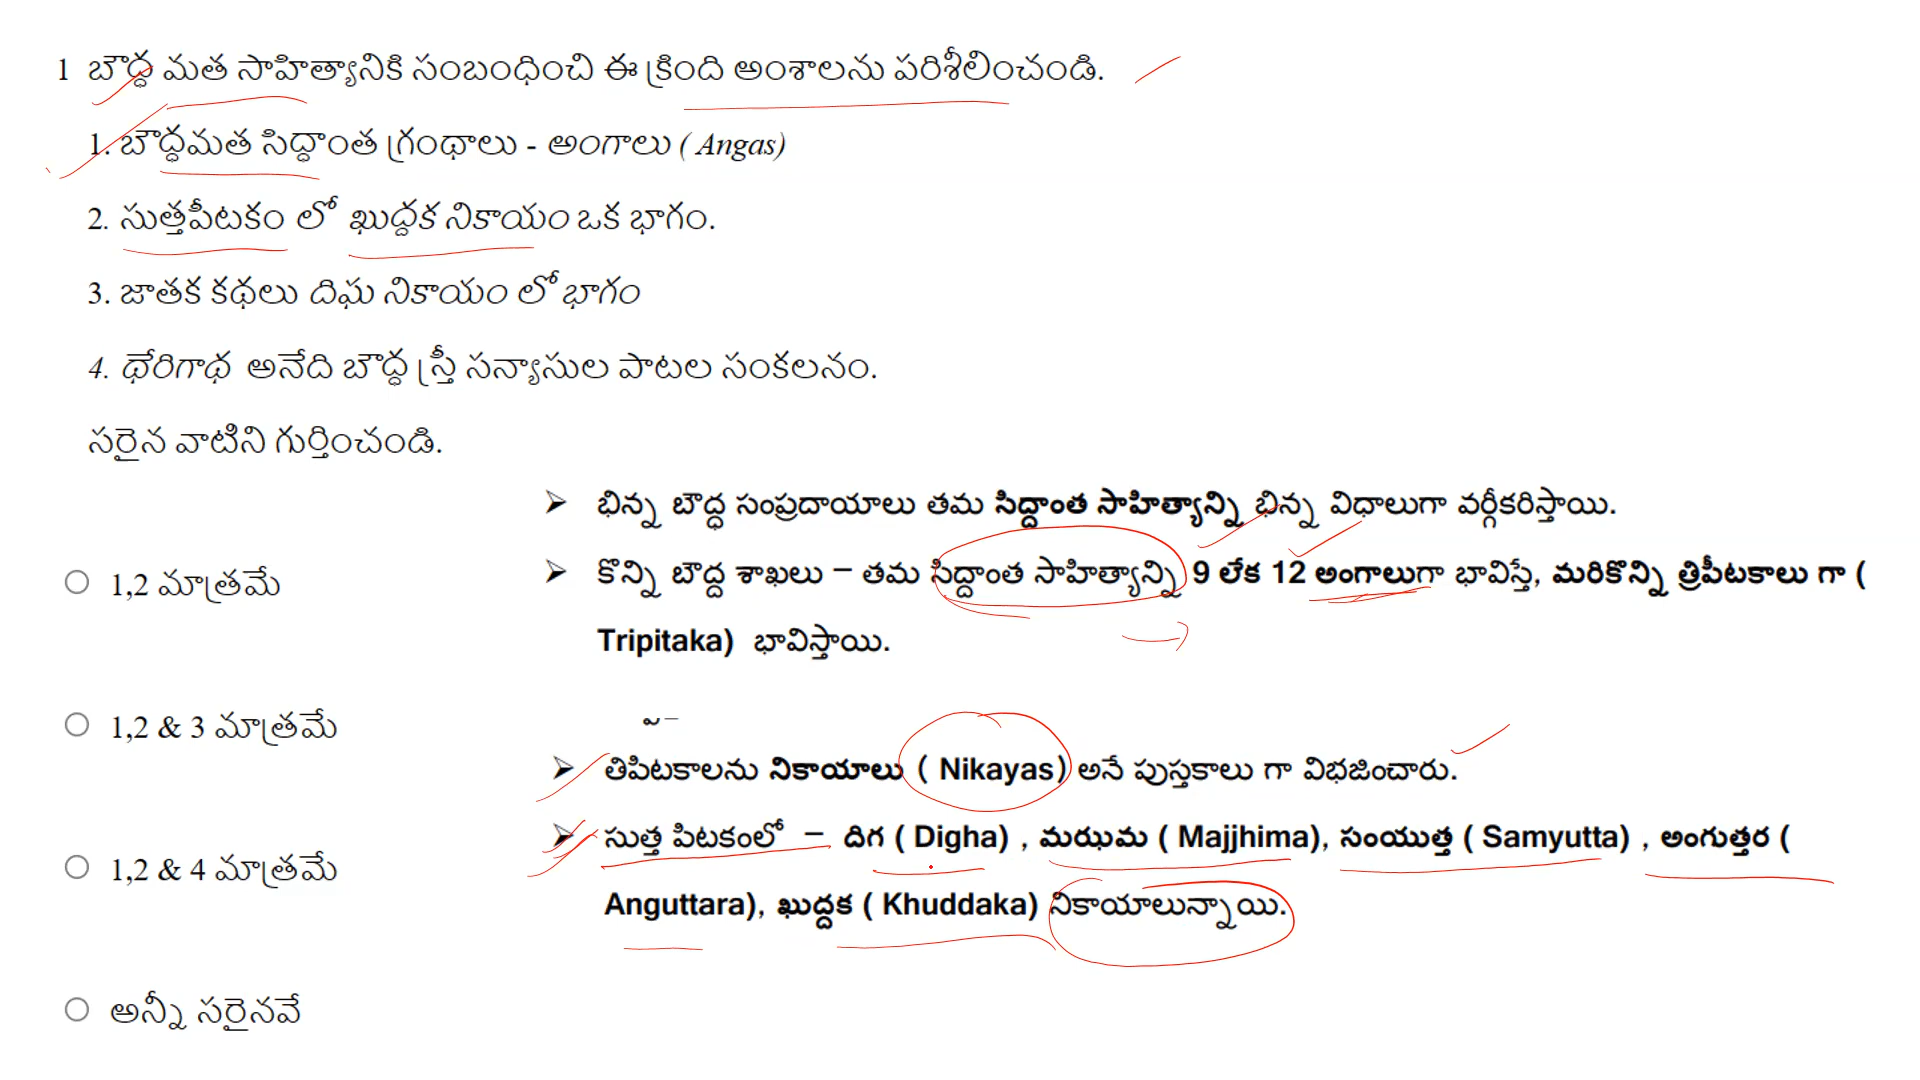 1 బౌద్ధ మత సాహిత్యానికి సంబంధించి ఈ క్రింది అంశాలను పరిశీలించండి.
1. బౌద్ధమత సిద్ధాంత గ్రంథాలు - అంగాలు ( Angas)
2. సుత్తపీటకం లో ఖుద్దక నికాయం ఒక భాగం.
3. జాతక కథలు దిఘ నికాయం లో భాగం
4. థేరిగాథ అనేది బౌద్ధ స్త్రీ సన్యాసుల పాటల సంకలనం.
సరైన వాటిని గుర్తించండి.
➢ భిన్న బౌద్ధ సంప్రదాయాలు తమ సిద్దాంత సాహిత్యాన్ని భిన్న విధాలుగా వర్గీకరిస్తాయి.
➢ కొన్ని బౌద్ద శాఖలు – తమ సిద్దాంత సాహిత్యాన్ని 9 లేక 12 అంగాలుగా భావిస్తే, మరికొన్ని త్రిపీటకాలు గా (
Tripitaka) భావిస్తాయి.
➢ తిపిటకాలను నికాయాలు ( Nikayas) అనే పుస్తకాలు గా విభజించారు.
➢ సుత్త పిటకంలో – దిగ ( Digha) , మఝమ ( Majjhima), సంయుత్త ( Samyutta) , అంగుత్తర (
Anguttara), ఖుద్దక ( Khuddaka) నికాయాలున్నాయి.
1,2 మాత్రమే
1,2 & 3 మాత్రమే
1,2 & 4 మాత్రమే
అన్నీ సరైనవే